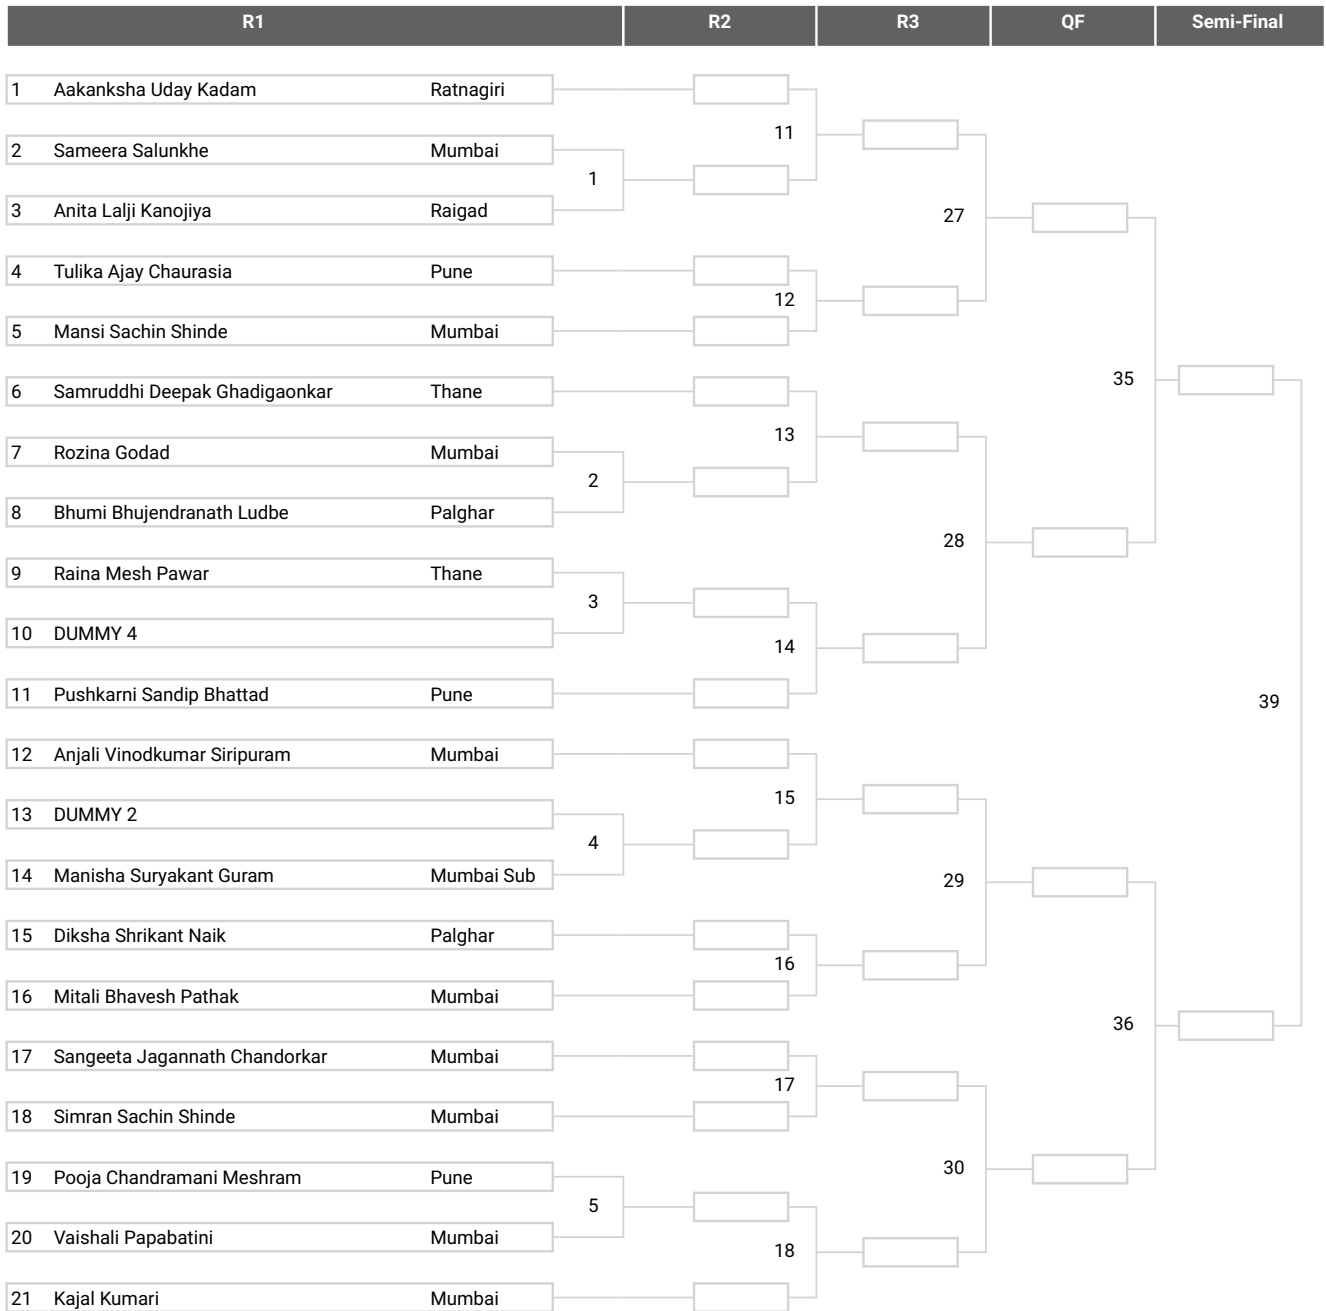 R1 R2 R3 QF Semi-Final
1 Aakanksha Uday Kadam Ratnagiri
11
2 Sameera Salunkhe Mumbai
1
3 Anita Lalji Kanojiya Raigad
27
4 Tulika Ajay Chaurasia Pune
12
5 Mansi Sachin Shinde Mumbai
35
6 Samruddhi Deepak Ghadigaonkar Thane
13
7 Rozina Godad Mumbai
2
8 Bhumi Bhujendranath Ludbe Palghar
28
9 Raina Mesh Pawar Thane
3
10 DUMMY 4
14
11 Pushkarni Sandip Bhattad Pune
39
12 Anjali Vinodkumar Siripuram Mumbai
15
13 DUMMY 2
4
14 Manisha Suryakant Guram Mumbai Sub
29
15 Diksha Shrikant Naik Palghar
16
16 Mitali Bhavesh Pathak Mumbai
36
17 Sangeeta Jagannath Chandorkar Mumbai
17
18 Simran Sachin Shinde Mumbai
30
19 Pooja Chandramani Meshram Pune
5
20 Vaishali Papabatini Mumbai
18
21 Kajal Kumari Mumbai